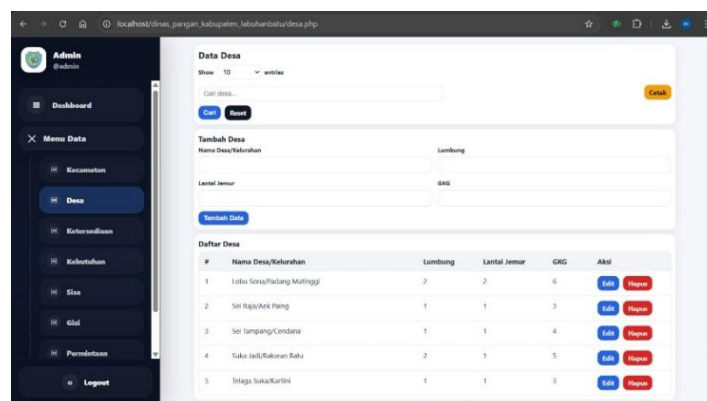 localhost/dinas_pangan_kabupaten_labuhanbatu/desa.php
Admin
@admin
Dashboard
Menu Data
Kecamatan
Desa
Ketersediaan
Kebutuhan
Sisa
Gizi
Permintaan
Logout
Data Desa
Show 10 entries
Cari desa...
Cetak
Cari Reset
Tambah Desa
Nama Desa/Kelurahan Lumbung
Lantai Jemur GKG
Tambah Data
Daftar Desa
# Nama Desa/Kelurahan Lumbung Lantai Jemur GKG Aksi
1 Lobu Sona/Padang Matinggi 2 2 6 Edit Hapus
2 Sei Raja/Aek Paing 1 1 3 Edit Hapus
3 Sei Tampang/Cendana 1 1 4 Edit Hapus
4 Suka Jadi/Bakaran Batu 2 1 5 Edit Hapus
5 Telaga Suka/Kartini 1 1 3 Edit Hapus